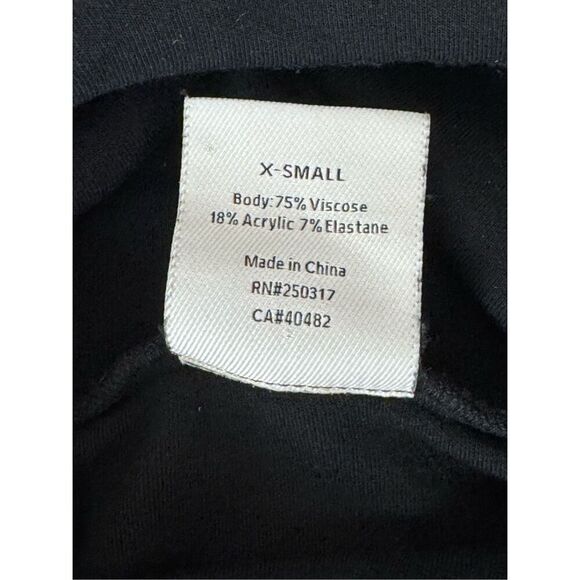 X-SMALL
Body:75% Viscose
18% Acrylic 7% Elastane
Made in China
RN#250317
CA#40482